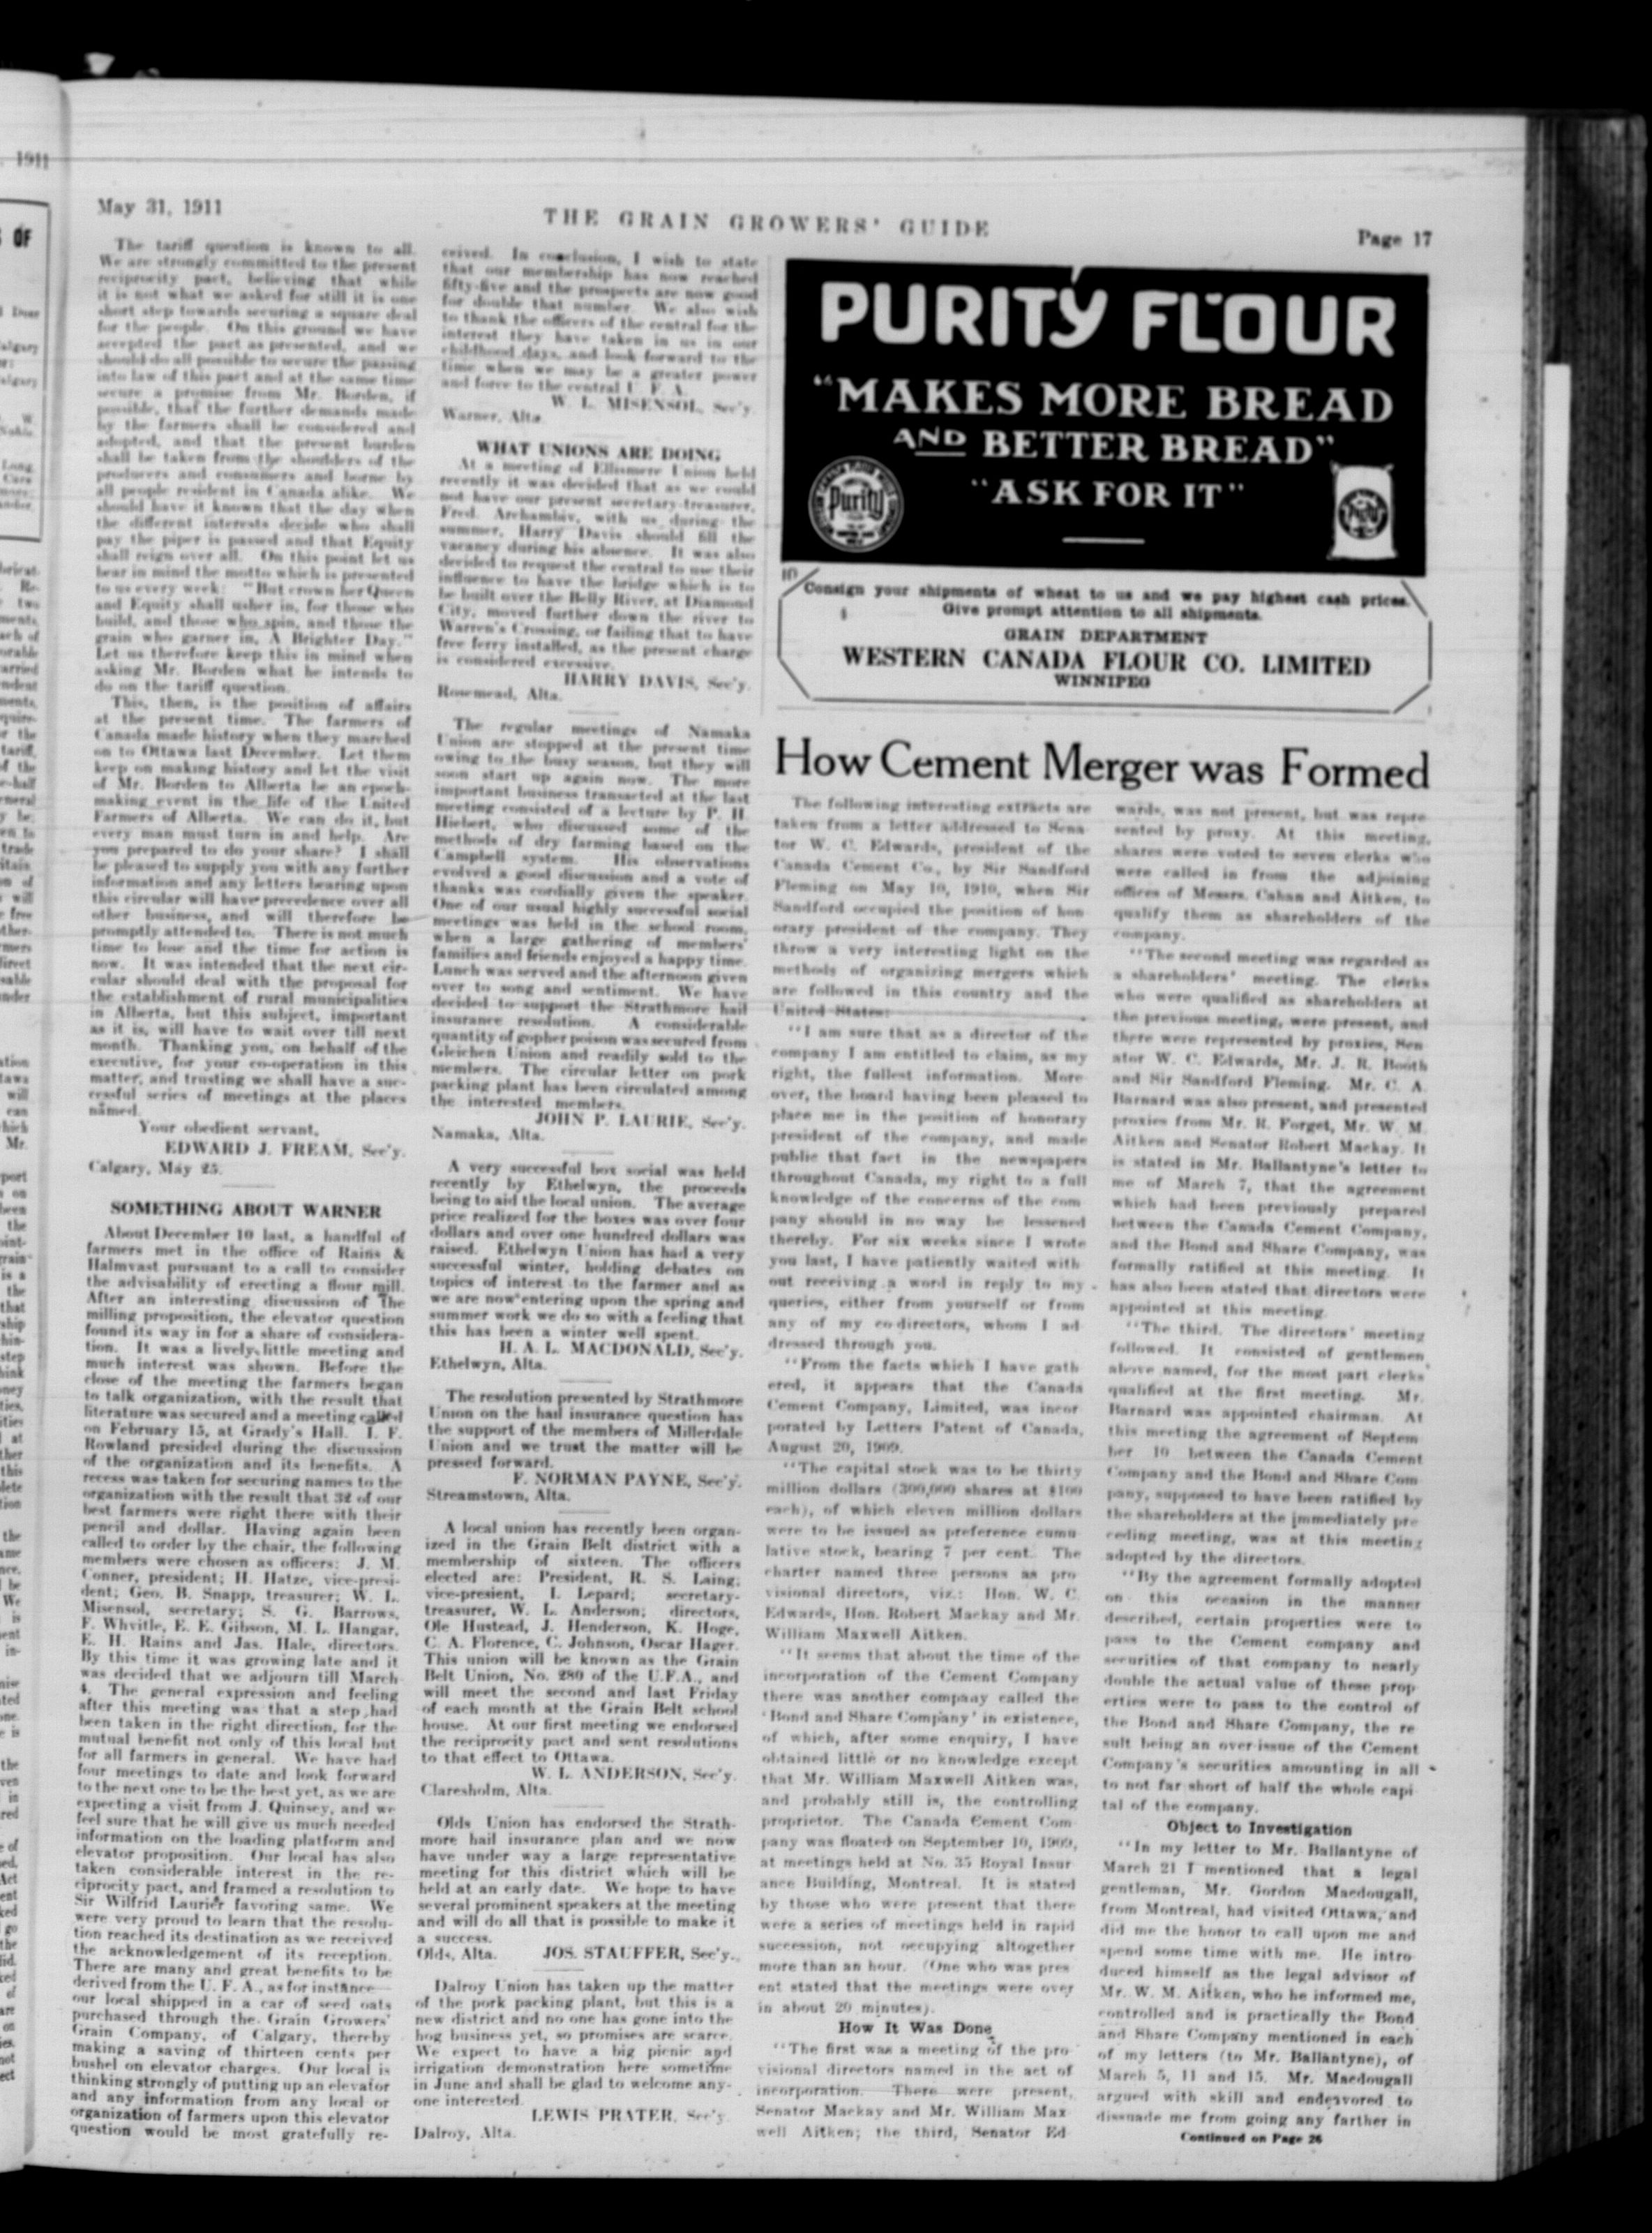 May 31, 1911
THE GRAIN GROWERS' GUIDE
Page 17
The tariff question is known to all.
We are strongly committed to the present
reciprocity pact, believing that while
it is not what we asked for still it is one
short step towards securing a square deal
for the people. On this ground we have
accepted the pact as presented, and we
should do all possible to secure the passing
into law of this pact and at the same time
secure a promise from Mr. Borden, if
possible, that the further demands made
by the farmers shall be considered and
adopted, and that the present burden
shall be taken from the shoulders of the
producers and consumers and borne by
all people resident in Canada alike. We
should have it known that the day when
the different interests decide who shall
pay the piper is passed and that Equity
shall reign over all. On this point let us
bear in mind the motto which is presented
to us every week: "But crown her Queen
and Equity shall usher in, for those who
build, and those who spin, and those the
grain who garner in, A Brighter Day."
Let us therefore keep this in mind when
asking Mr. Borden what he intends to
do on the tariff question.
This, then, is the position of affairs
at the present time. The farmers of
Canada made history when they marched
on to Ottawa last December. Let them
keep on making history and let the visit
of Mr. Borden to Alberta be an epoch-
making event in the life of the United
Farmers of Alberta. We can do it, but
every man must turn in and help. Are
you prepared to do your share? I shall
be pleased to supply you with any further
information and any letters bearing upon
this circular will have precedence over all
other business, and will therefore be
promptly attended to. There is not much
time to lose and the time for action is
now. It was intended that the next cir-
cular should deal with the proposal for
the establishment of rural municipalities
in Alberta, but this subject, important
as it is, will have to wait over till next
month. Thanking you, on behalf of the
executive, for your co-operation in this
matter, and trusting we shall have a suc-
cessful series of meetings at the places
named.
Your obedient servant,
EDWARD J. FREAM, Sec'y.
Calgary, May 25.
SOMETHING ABOUT WARNER
About December 10 last, a handful of
farmers met in the office of Rains &
Halmvast pursuant to a call to consider
the advisability of erecting a flour mill.
After an interesting discussion of the
milling proposition, the elevator question
found its way in for a share of considera-
tion. It was a lively little meeting and
much interest was shown. Before the
close of the meeting the farmers began
to talk organization, with the result that
literature was secured and a meeting called
on February 15, at Grady's Hall. I. F.
Rowland presided during the discussion
of the organization and its benefits. A
recess was taken for securing names to the
organization with the result that 32 of our
best farmers were right there with their
pencil and dollar. Having again been
called to order by the chair, the following
members were chosen as officers: J. M.
Conner, president; H. Hatze, vice-presi-
dent; Geo. B. Snapp, treasurer; W. L.
Misensol, secretary; S. G. Barrows,
F. Whvitle, E. E. Gibson, M. L. Hangar,
E. H. Rains and Jas. Hale, directors.
By this time it was growing late and it
was decided that we adjourn till March
4. The general expression and feeling
after this meeting was that a step had
been taken in the right direction, for the
mutual benefit not only of this local but
for all farmers in general. We have had
four meetings to date and look forward
to the next one to be the best yet, as we are
expecting a visit from J. Quinsey, and we
feel sure that he will give us much needed
information on the loading platform and
elevator proposition. Our local has also
taken considerable interest in the re-
ciprocity pact, and framed a resolution to
Sir Wilfrid Laurier favoring same. We
were very proud to learn that the resolu-
tion reached its destination as we received
the acknowledgement of its reception.
There are many and great benefits to be
derived from the U. F. A., as for instance—
our local shipped in a car of seed oats
purchased through the Grain Growers'
Grain Company, of Calgary, thereby
making a saving of thirteen cents per
bushel on elevator charges. Our local is
thinking strongly of putting up an elevator
and any information from any local or
organization of farmers upon this elevator
question would be most gratefully re-
ceived. In conclusion, I wish to state
that our membership has now reached
fifty-five and the prospects are now good
for double that number. We also wish
to thank the officers of the central for the
interest they have taken in us in our
childhood days, and look forward to the
time when we may be a greater power
and force to the central U. F. A.
W. L. MISENSOL, Sec'y.
Warner, Alta.
WHAT UNIONS ARE DOING
At a meeting of Ellismere Union held
recently it was decided that as we could
not have our present secretary-treasurer,
Fred. Archambiv, with us during the
summer, Harry Davis should fill the
vacancy during his absence. It was also
decided to request the central to use their
influence to have the bridge which is to
be built over the Belly River, at Diamond
City, moved further down the river to
Warren's Crossing, or failing that to have
free ferry installed, as the present charge
is considered excessive.
HARRY DAVIS, Sec'y.
Rosemead, Alta.
The regular meetings of Namaka
Union are stopped at the present time
owing to the busy season, but they will
soon start up again now. The more
important business transacted at the last
meeting consisted of a lecture by P. H.
Hiebert, who discussed some of the
methods of dry farming based on the
Campbell system. His observations
evolved a good discussion and a vote of
thanks was cordially given the speaker.
One of our usual highly successful social
meetings was held in the school room,
when a large gathering of members'
families and friends enjoyed a happy time.
Lunch was served and the afternoon given
over to song and sentiment. We have
decided to support the Strathmore hail
insurance resolution. A considerable
quantity of gopher poison was secured from
Gleichen Union and readily sold to the
members. The circular letter on pork
packing plant has been circulated among
the interested members.
JOHN P. LAURIE, Sec'y.
Namaka, Alta.
A very successful box social was held
recently by Ethelwyn, the proceeds
being to aid the local union. The average
price realized for the boxes was over four
dollars and over one hundred dollars was
raised. Ethelwyn Union has had a very
successful winter, holding debates on
topics of interest to the farmer and as
we are now entering upon the spring and
summer work we do so with a feeling that
this has been a winter well spent.
H. A. L. MACDONALD, Sec'y.
Ethelwyn, Alta.
The resolution presented by Strathmore
Union on the hail insurance question has
the support of the members of Millerdale
Union and we trust the matter will be
pressed forward.
F. NORMAN PAYNE, Sec'y.
Streamstown, Alta.
A local union has recently been organ-
ized in the Grain Belt district with a
membership of sixteen. The officers
elected are: President, R. S. Laing;
vice-presient, I. Lepard; secretary-
treasurer, W. L. Anderson; directors,
Ole Hustead, J. Henderson, K. Hoge,
C. A. Florence, C. Johnson, Oscar Hager.
This union will be known as the Grain
Belt Union, No. 280 of the U.F.A., and
will meet the second and last Friday
of each month at the Grain Belt school
house. At our first meeting we endorsed
the reciprocity pact and sent resolutions
to that effect to Ottawa.
W. L. ANDERSON, Sec'y.
Claresholm, Alta.
Olds Union has endorsed the Strath-
more hail insurance plan and we now
have under way a large representative
meeting for this district which will be
held at an early date. We hope to have
several prominent speakers at the meeting
and will do all that is possible to make it
a success.
Olds, Alta. JOS. STAUFFER, Sec'y.
Dalroy Union has taken up the matter
of the pork packing plant, but this is a
new district and no one has gone into the
hog business yet, so promises are scarce.
We expect to have a big picnic and
irrigation demonstration here sometime
in June and shall be glad to welcome any-
one interested.
LEWIS PRATER, Sec'y.
Dalroy, Alta.
PURITY FLOUR
"MAKES MORE BREAD
AND BETTER BREAD"
"ASK FOR IT"
Purity
Purity
Consign your shipments of wheat to us and we pay highest cash prices.
Give prompt attention to all shipments.
GRAIN DEPARTMENT
WESTERN CANADA FLOUR CO. LIMITED
WINNIPEG
How Cement Merger was Formed
The following interesting extracts are
taken from a letter addressed to Sena
tor W. C. Edwards, president of the
Canada Cement Co., by Sir Sandford
Fleming on May 10, 1910, when Sir
Sandford occupied the position of hon
orary president of the company. They
throw a very interesting light on the
methods of organizing mergers which
are followed in this country and the
United States:
"I am sure that as a director of the
company I am entitled to claim, as my
right, the fullest information. More
over, the board having been pleased to
place me in the position of honorary
president of the company, and made
public that fact in the newspapers
throughout Canada, my right to a full
knowledge of the concerns of the com
pany should in no way be lessened
thereby. For six weeks since I wrote
you last, I have patiently waited with
out receiving a word in reply to my
queries, either from yourself or from
any of my co-directors, whom I ad
dressed through you.
"From the facts which I have gath
ered, it appears that the Canada
Cement Company, Limited, was incor
porated by Letters Patent of Canada,
August 20, 1909.
"The capital stock was to be thirty
million dollars (300,000 shares at $100
each), of which eleven million dollars
were to be issued as preference cumu
lative stock, bearing 7 per cent. The
charter named three persons as pro
visional directors, viz.: Hon. W. C.
Edwards, Hon. Robert Mackay and Mr.
William Maxwell Aitken.
"It seems that about the time of the
incorporation of the Cement Company
there was another company called the
'Bond and Share Company' in existence,
of which, after some enquiry, I have
obtained little or no knowledge except
that Mr. William Maxwell Aitken was,
and probably still is, the controlling
proprietor. The Canada Cement Com
pany was floated on September 10, 1909,
at meetings held at No. 35 Royal Insur
ance Building, Montreal. It is stated
by those who were present that there
were a series of meetings held in rapid
succession, not occupying altogether
more than an hour. (One who was pres
ent stated that the meetings were over
in about 20 minutes).
How It Was Done
"The first was a meeting of the pro
visional directors named in the act of
incorporation. There were present,
Senator Mackay and Mr. William Max
well Aitken; the third, Senator Ed
wards, was not present, but was repre
sented by proxy. At this meeting,
shares were voted to seven clerks who
were called in from the adjoining
offices of Messrs. Cahan and Aitken, to
qualify them as shareholders of the
company.
"The second meeting was regarded as
a shareholders' meeting. The clerks
who were qualified as shareholders at
the previous meeting, were present, and
there were represented by proxies, Sen
ator W. C. Edwards, Mr. J. R. Booth
and Sir Sandford Fleming. Mr. C. A.
Barnard was also present, and presented
proxies from Mr. R. Forget, Mr. W. M.
Aitken and Senator Robert Mackay. It
is stated in Mr. Ballantyne's letter to
me of March 7, that the agreement
which had been previously prepared
between the Canada Cement Company,
and the Bond and Share Company, was
formally ratified at this meeting. It
has also been stated that directors were
appointed at this meeting.
"The third. The directors' meeting
followed. It consisted of gentlemen
above named, for the most part clerks
qualified at the first meeting. Mr.
Barnard was appointed chairman. At
this meeting the agreement of Septem
ber 10 between the Canada Cement
Company and the Bond and Share Com
pany, supposed to have been ratified by
the shareholders at the immediately pre
ceding meeting, was at this meeting
adopted by the directors.
"By the agreement formally adopted
on this occasion in the manner
described, certain properties were to
pass to the Cement company and
securities of that company to nearly
double the actual value of these prop
erties were to pass to the control of
the Bond and Share Company, the re
sult being an over-issue of the Cement
Company's securities amounting in all
to not far short of half the whole capi
tal of the company.
Object to Investigation
"In my letter to Mr. Ballantyne of
March 21 I mentioned that a legal
gentleman, Mr. Gordon Macdougall,
from Montreal, had visited Ottawa, and
did me the honor to call upon me and
spend some time with me. He intro
duced himself as the legal advisor of
Mr. W. M. Aitken, who he informed me,
controlled and is practically the Bond
and Share Company mentioned in each
of my letters (to Mr. Ballantyne), of
March 5, 11 and 15. Mr. Macdougall
argued with skill and endeavored to
dissuade me from going any farther in
Continued on Page 26